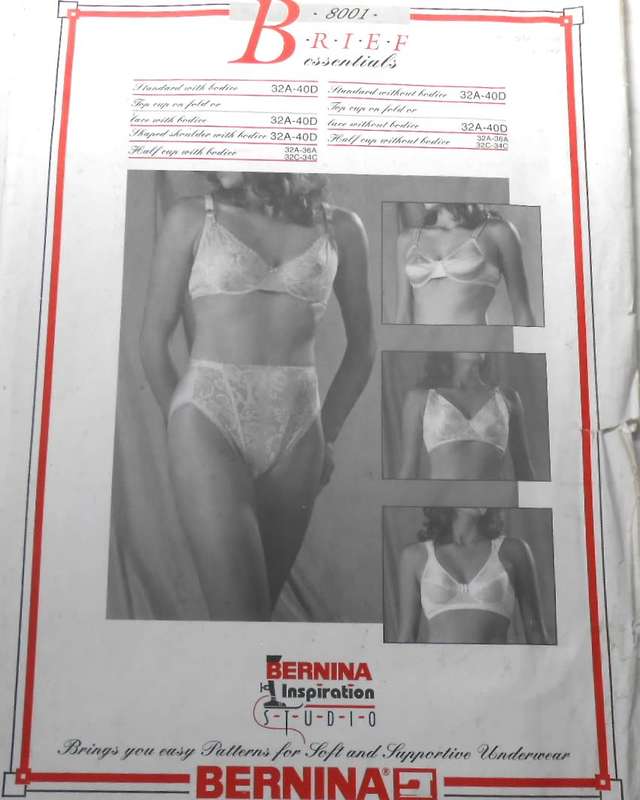 · 8001 ·
B·R·I·E·F
essentials
Standard with bodice 32A-40D
Top cup on fold or
lace with bodice 32A-40D
Shaped shoulder with bodice 32A-40D
Half cup with bodice 32A-36A
32C-34C
Standard without bodice 32A-40D
Top cup on fold or
lace without bodice 32A-40D
Half cup without bodice 32A-36A
32C-34C
BERNINA
Inspiration
S·T·U·D·I·O
Brings you easy Patterns for Soft and Supportive Underwear
BERNINA®